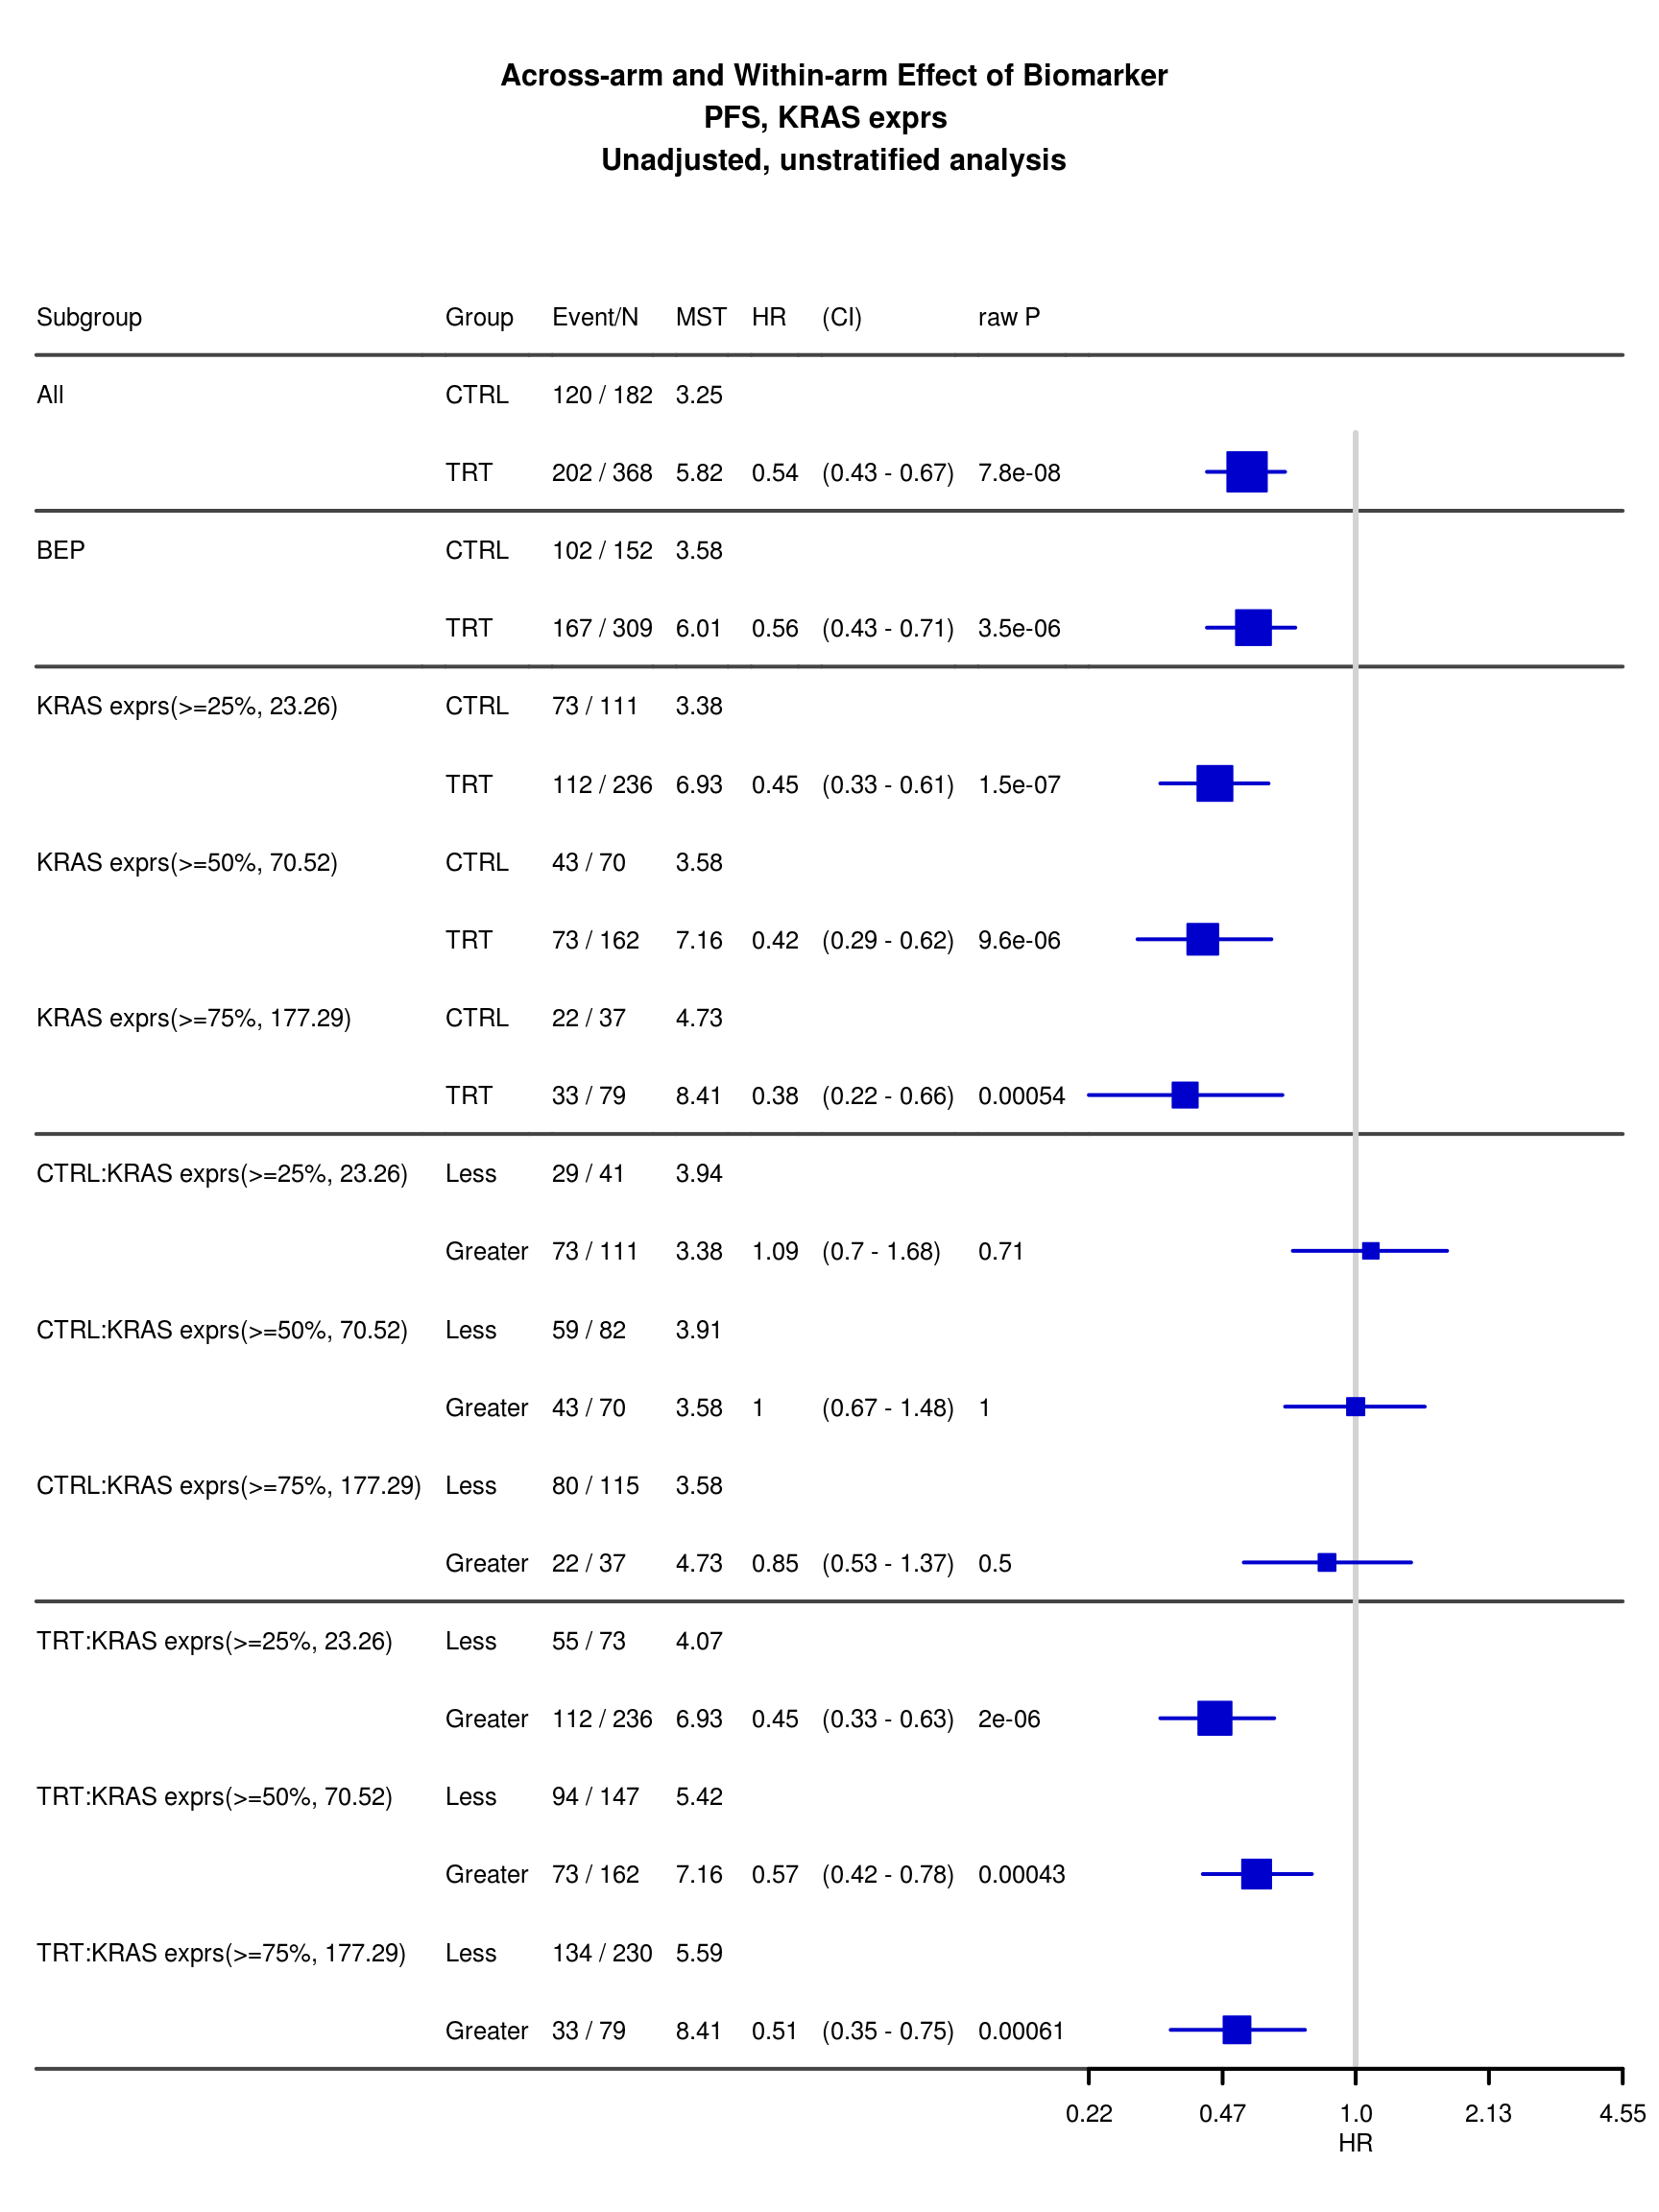 Across-arm and Within-arm Effect of Biomarker
PFS, KRAS exprs
Unadjusted, unstratified analysis
Subgroup Group Event/N MST HR (CI) raw P
All CTRL 120 / 182 3.25
TRT 202 / 368 5.82 0.54 (0.43 - 0.67) 7.8e-08
BEP CTRL 102 / 152 3.58
TRT 167 / 309 6.01 0.56 (0.43 - 0.71) 3.5e-06
KRAS exprs(>=25%, 23.26) CTRL 73 / 111 3.38
TRT 112 / 236 6.93 0.45 (0.33 - 0.61) 1.5e-07
KRAS exprs(>=50%, 70.52) CTRL 43 / 70 3.58
TRT 73 / 162 7.16 0.42 (0.29 - 0.62) 9.6e-06
KRAS exprs(>=75%, 177.29) CTRL 22 / 37 4.73
TRT 33 / 79 8.41 0.38 (0.22 - 0.66) 0.00054
CTRL:KRAS exprs(>=25%, 23.26) Less 29 / 41 3.94
Greater 73 / 111 3.38 1.09 (0.7 - 1.68) 0.71
CTRL:KRAS exprs(>=50%, 70.52) Less 59 / 82 3.91
Greater 43 / 70 3.58 1 (0.67 - 1.48) 1
CTRL:KRAS exprs(>=75%, 177.29) Less 80 / 115 3.58
Greater 22 / 37 4.73 0.85 (0.53 - 1.37) 0.5
TRT:KRAS exprs(>=25%, 23.26) Less 55 / 73 4.07
Greater 112 / 236 6.93 0.45 (0.33 - 0.63) 2e-06
TRT:KRAS exprs(>=50%, 70.52) Less 94 / 147 5.42
Greater 73 / 162 7.16 0.57 (0.42 - 0.78) 0.00043
TRT:KRAS exprs(>=75%, 177.29) Less 134 / 230 5.59
Greater 33 / 79 8.41 0.51 (0.35 - 0.75) 0.00061
0.22 0.47 1.0 2.13 4.55
HR